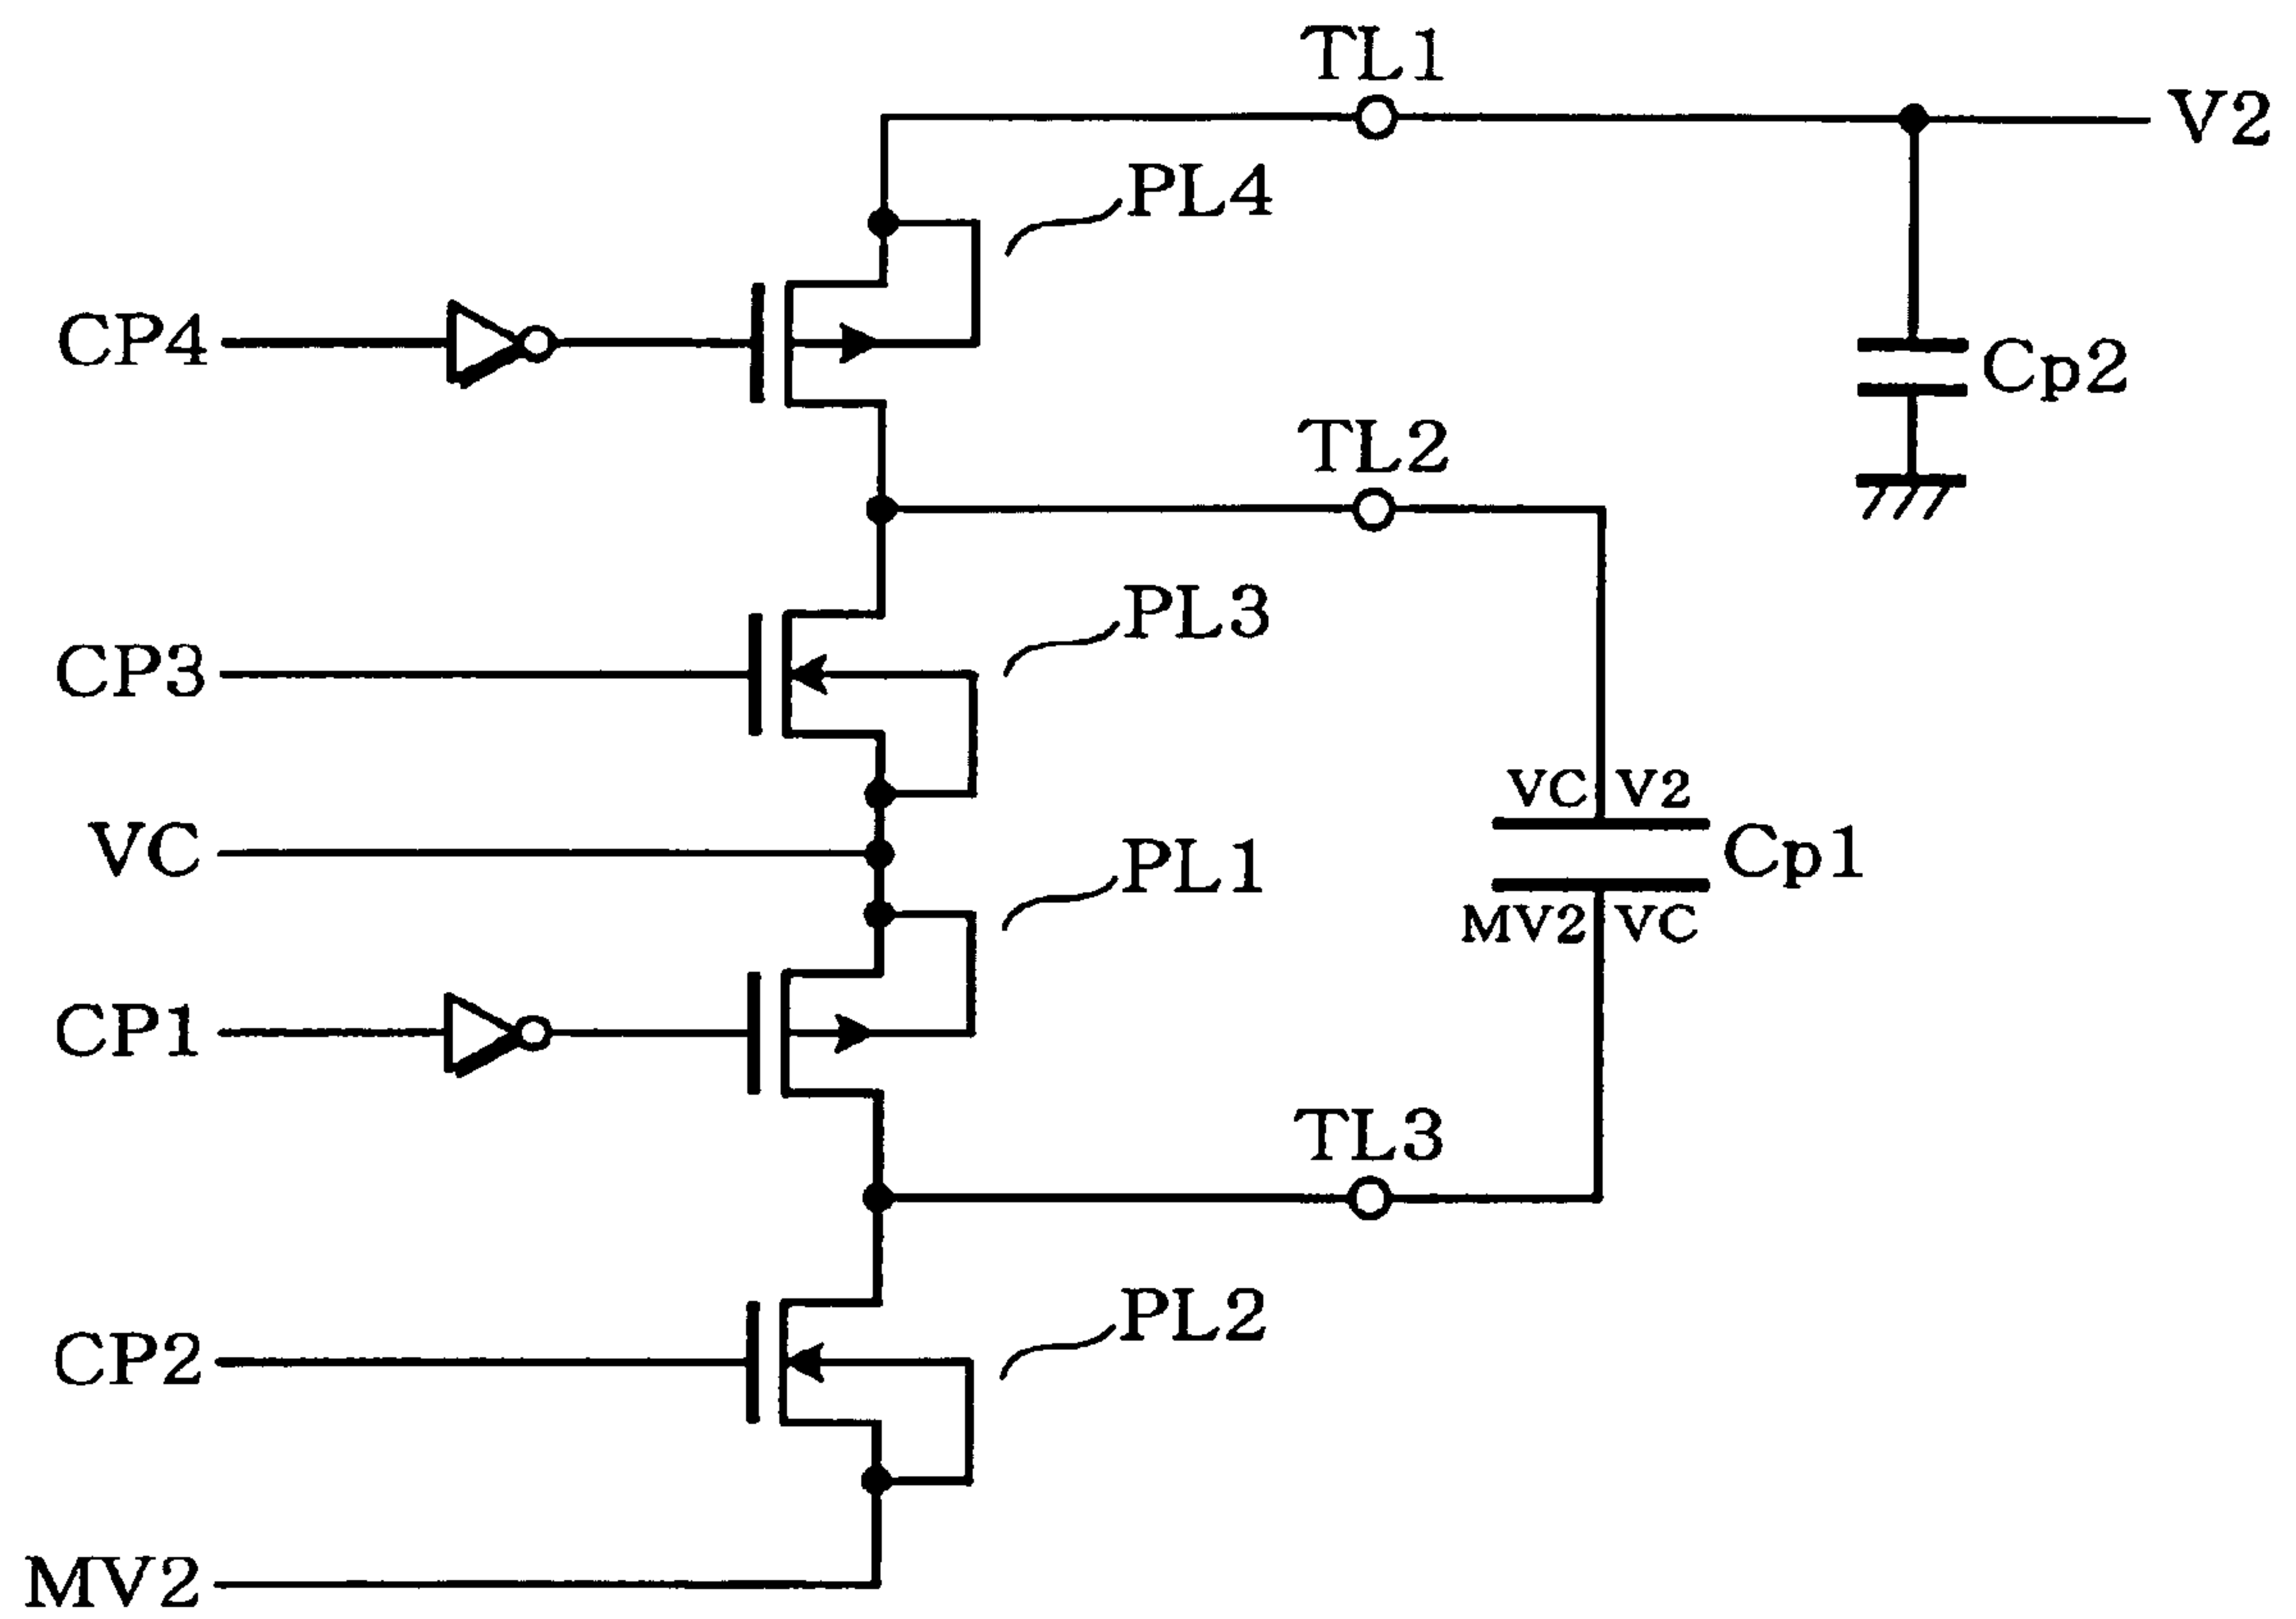 TL1
V2
PL4
CP4
Cp2
TL2
PL3
CP3
VC V2
VC
PL1
Cp1
MV2 VC
CP1
TL3
PL2
CP2
MV2